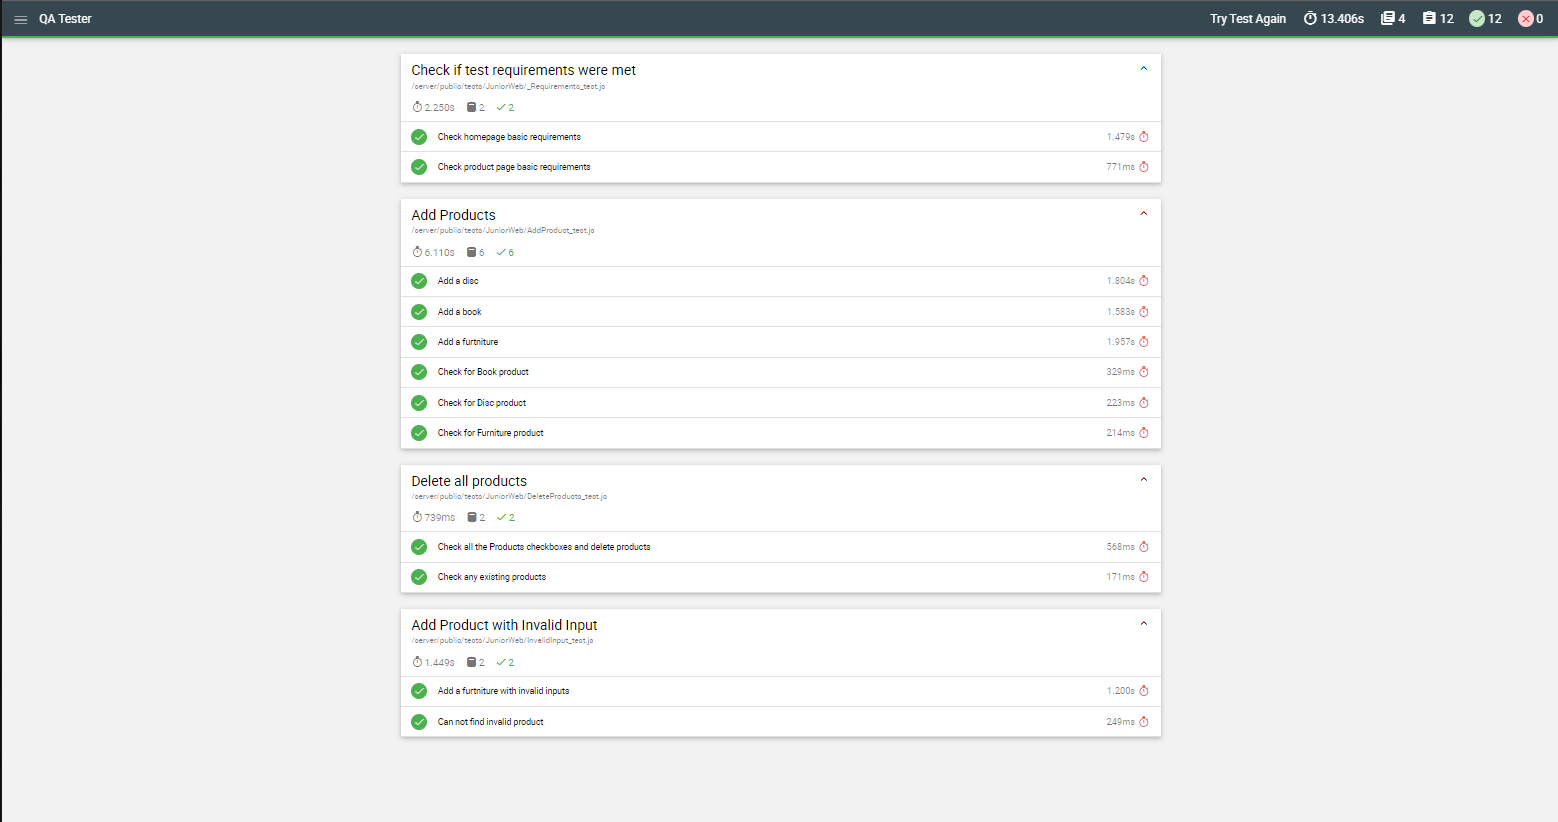 QA Tester
Try Test Again 13.406s 4 12 12 0
Check if test requirements were met
/server/public/tests/JuniorWeb/_Requirements_test.js
2.250s 2 2
Check homepage basic requirements 1.479s
Check product page basic requirements 771ms
Add Products
/server/public/tests/JuniorWeb/AddProduct_test.js
6.110s 6 6
Add a disc 1.804s
Add a book 1.583s
Add a furtniture 1.957s
Check for Book product 329ms
Check for Disc product 223ms
Check for Furniture product 214ms
Delete all products
/server/public/tests/JuniorWeb/DeleteProducts_test.js
739ms 2 2
Check all the Products checkboxes and delete products 568ms
Check any existing products 171ms
Add Product with Invalid Input
/server/public/tests/JuniorWeb/InvalidInput_test.js
1.449s 2 2
Add a furtniture with invalid inputs 1.200s
Can not find invalid product 249ms